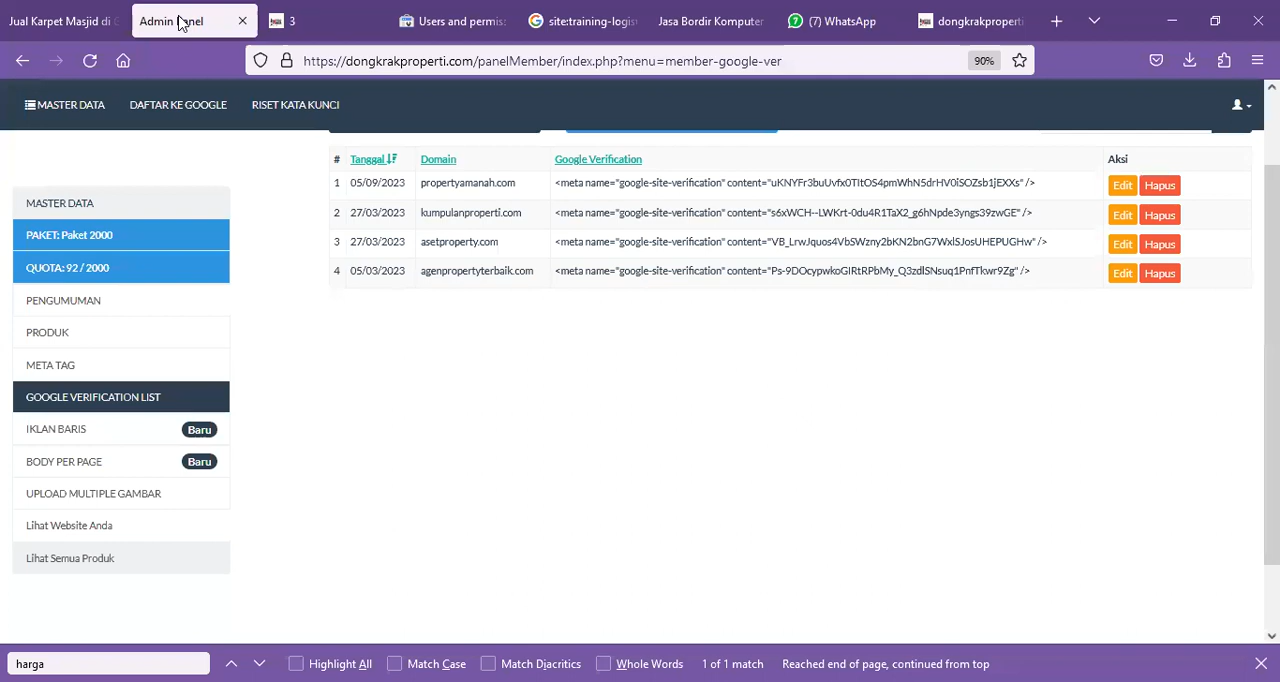 Jual Karpet Masjid di G
Admin Panel
3
Users and permis:
site:training-logist
Jasa Bordir Komputer
(7) WhatsApp
dongkrakproperti
https://dongkrakproperti.com/panelMember/index.php?menu=member-google-ver
90%
MASTER DATA
DAFTAR KE GOOGLE
RISET KATA KUNCI
# Tanggal Domain Google Verification Aksi
1 05/09/2023 propertyamanah.com <meta name="google-site-verification" content="uKNYFr3buUvfx0TItOS4pmWhN5drHV0iSOZsb1jEXXs" /> Edit Hapus
2 27/03/2023 kumpulanproperti.com <meta name="google-site-verification" content="s6xWCH--LWKrt-0du4R1TaX2_g6hNpde3yngs39zwGE" /> Edit Hapus
3 27/03/2023 asetproperty.com <meta name="google-site-verification" content="VB_LrwJquos4VbSWzny2bKN2bnG7WxlSJosUHEPUGHw" /> Edit Hapus
4 05/03/2023 agenpropertyterbaik.com <meta name="google-site-verification" content="Ps-9DOcypwkoGIRtRPbMy_Q3zdlSNsuq1PnfTkwr9Zg" /> Edit Hapus
MASTER DATA
PAKET: Paket 2000
QUOTA: 92 / 2000
PENGUMUMAN
PRODUK
META TAG
GOOGLE VERIFICATION LIST
IKLAN BARIS Baru
BODY PER PAGE Baru
UPLOAD MULTIPLE GAMBAR
Lihat Website Anda
Lihat Semua Produk
harga
Highlight All
Match Case
Match Diacritics
Whole Words
1 of 1 match
Reached end of page, continued from top